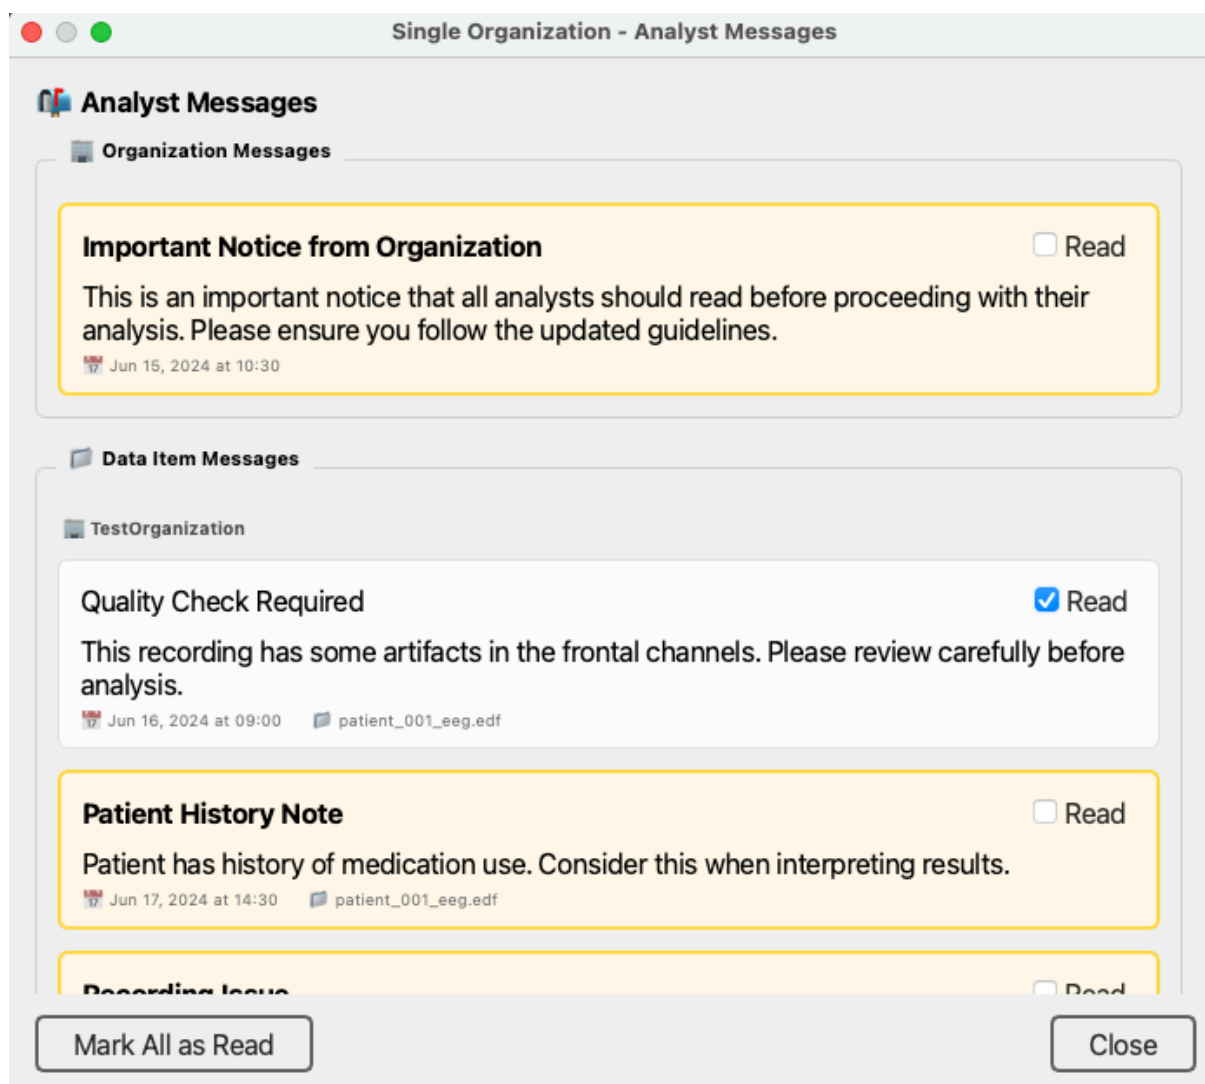 Single Organization - Analyst Messages
Analyst Messages
Organization Messages
Important Notice from Organization
Read
This is an important notice that all analysts should read before proceeding with their
analysis. Please ensure you follow the updated guidelines.
Jun 15, 2024 at 10:30
Data Item Messages
TestOrganization
Quality Check Required
Read
This recording has some artifacts in the frontal channels. Please review carefully before
analysis.
Jun 16, 2024 at 09:00 patient_001_eeg.edf
Patient History Note
Read
Patient has history of medication use. Consider this when interpreting results.
Jun 17, 2024 at 14:30 patient_001_eeg.edf
Recording Issue
Read
Mark All as Read
Close